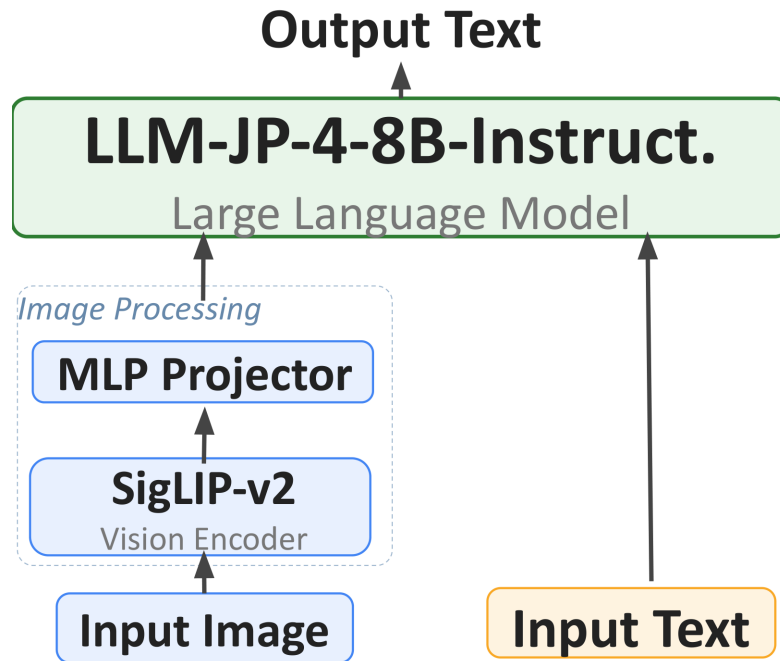 Output Text
LLM-JP-4-8B-Instruct.
Large Language Model
Image Processing
MLP Projector
SigLIP-v2
Vision Encoder
Input Image
Input Text